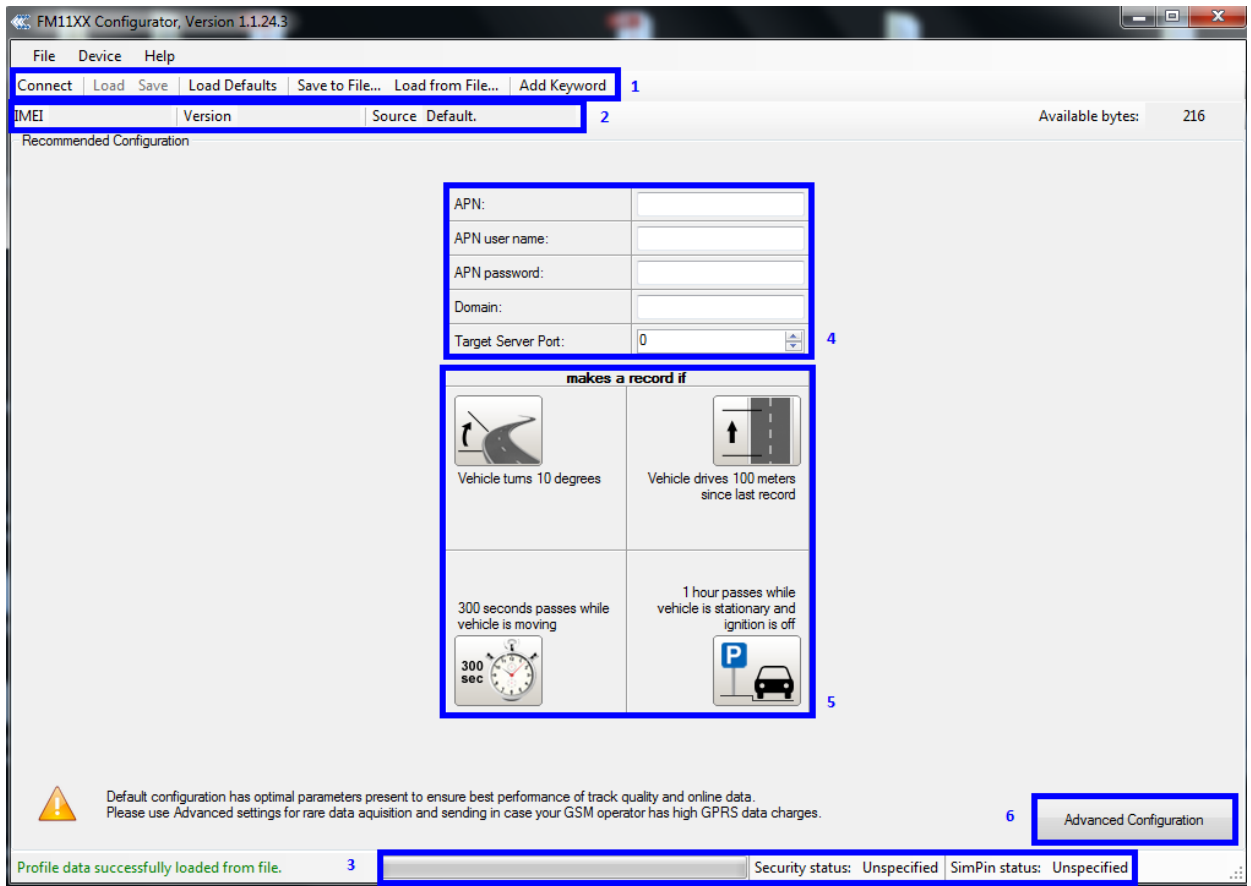 FM11XX Configurator, Version 1.1.24.3
File Device Help
Connect Load Save Load Defaults Save to File... Load from File... Add Keyword 1
IMEI Version Source Default. 2 Available bytes: 216
Recommended Configuration
APN:
APN user name:
APN password:
Domain:
Target Server Port: 0 4
makes a record if
Vehicle turns 10 degrees
Vehicle drives 100 meters
since last record
300 seconds passes while
vehicle is moving
300
sec
1 hour passes while
vehicle is stationary and
ignition is off
P
5
Default configuration has optimal parameters present to ensure best performance of track quality and online data.
Please use Advanced settings for rare data aquisition and sending in case your GSM operator has high GPRS data charges.
6 Advanced Configuration
Profile data successfully loaded from file. 3 Security status: Unspecified SimPin status: Unspecified